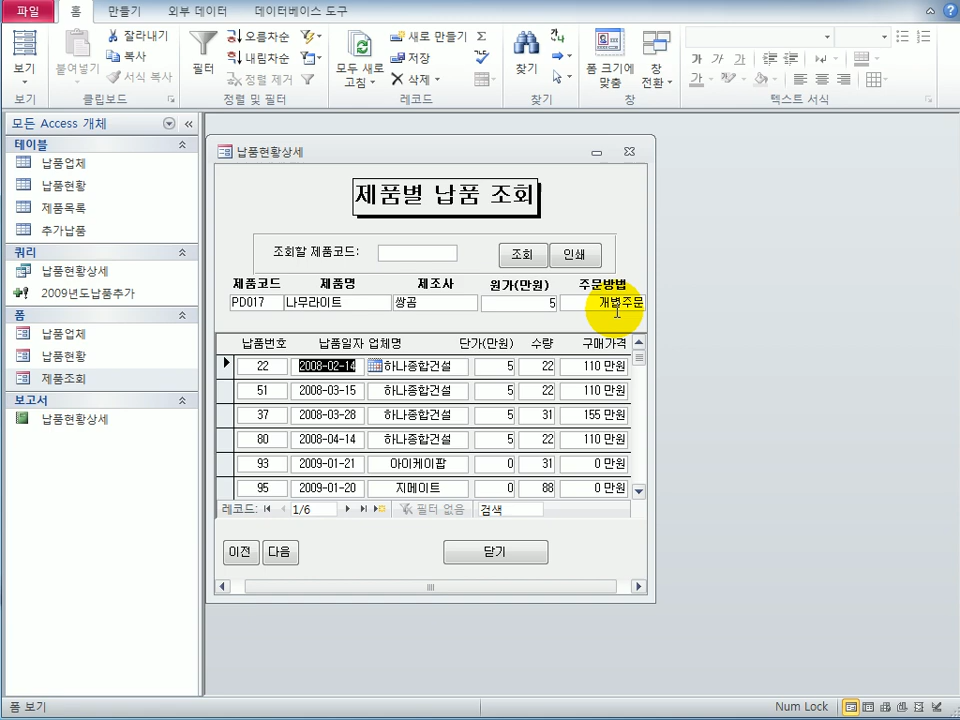 파일 홈 만들기 외부 데이터 데이터베이스 도구
보기
보기
붙여넣기
잘라내기
복사
서식 복사
클립보드
필터
오름차순
내림차순
정렬 제거
정렬 및 필터
모두 새로
고침
새로 만들기
저장
삭제
레코드
찾기
찾기
폼 크기에
맞춤
창
전환
창
가 가 가
가
텍스트 서식
모든 Access 개체
테이블
납품업체
납품현황
제품목록
추가납품
쿼리
납품현황상세
2009년도납품추가
폼
납품업체
납품현황
제품조회
보고서
납품현황상세
납품현황상세
제품별 납품 조회
조회할 제품코드: 조회 인쇄
제품코드 제품명 제조사 원가(만원) 주문방법
PD017 나무라이트 쌍곰 5 개별주문
납품번호 납품일자 업체명 단가(만원) 수량 구매가격
22 2008-02-14 하나종합건설 5 22 110 만원
51 2008-03-15 하나종합건설 5 22 110 만원
37 2008-03-28 하나종합건설 5 31 155 만원
80 2008-04-14 하나종합건설 5 22 110 만원
93 2009-01-21 아이케이팝 0 31 0 만원
95 2009-01-20 지메이트 0 88 0 만원
레코드: 1/6 필터 없음 검색
이전 다음 닫기
폼 보기 Num Lock